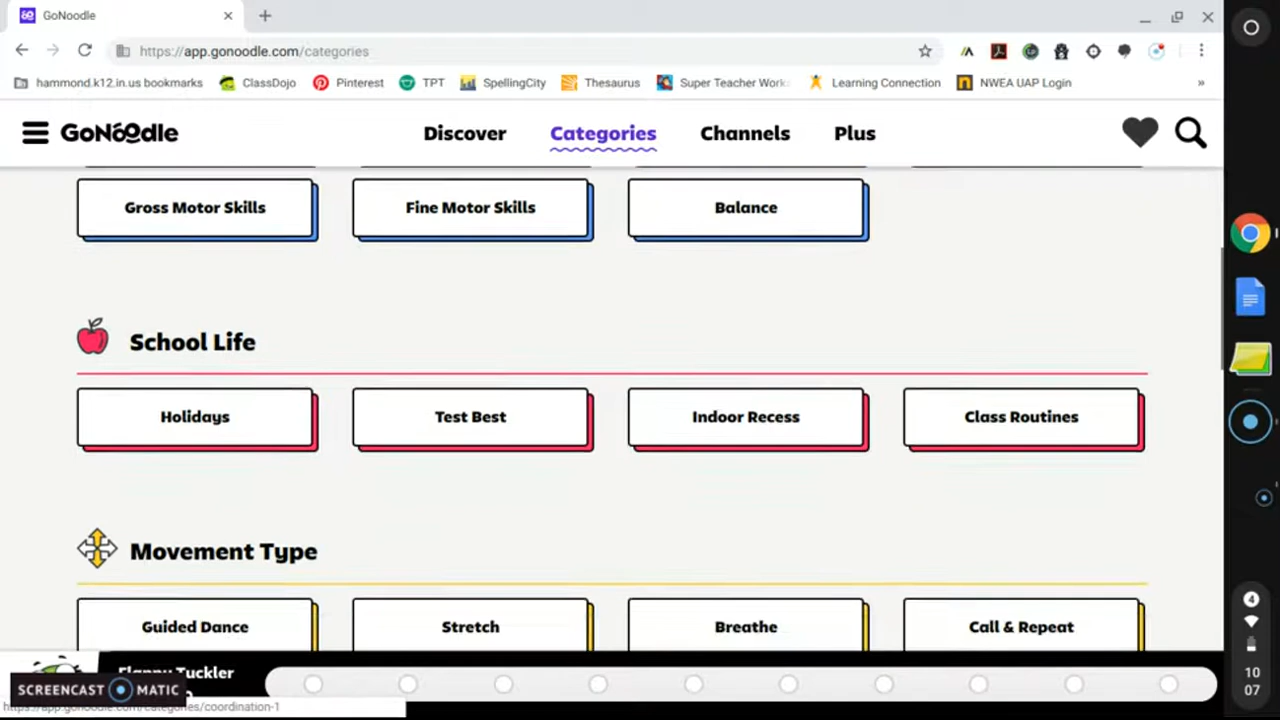 GoNoodle
https://app.gonoodle.com/categories
hammond.k12.in.us bookmarks ClassDojo Pinterest TPT SpellingCity Thesaurus Super Teacher Work Learning Connection NWEA UAP Login »
GoNoodle Discover Categories Channels Plus
Gross Motor Skills Fine Motor Skills Balance
School Life
Holidays Test Best Indoor Recess Class Routines
Movement Type
Guided Dance Stretch Breathe Call & Repeat
Flappy Tuckler
SCREENCAST MATIC
https://app.gonoodle.com/categories/coordination-1
4
10
07